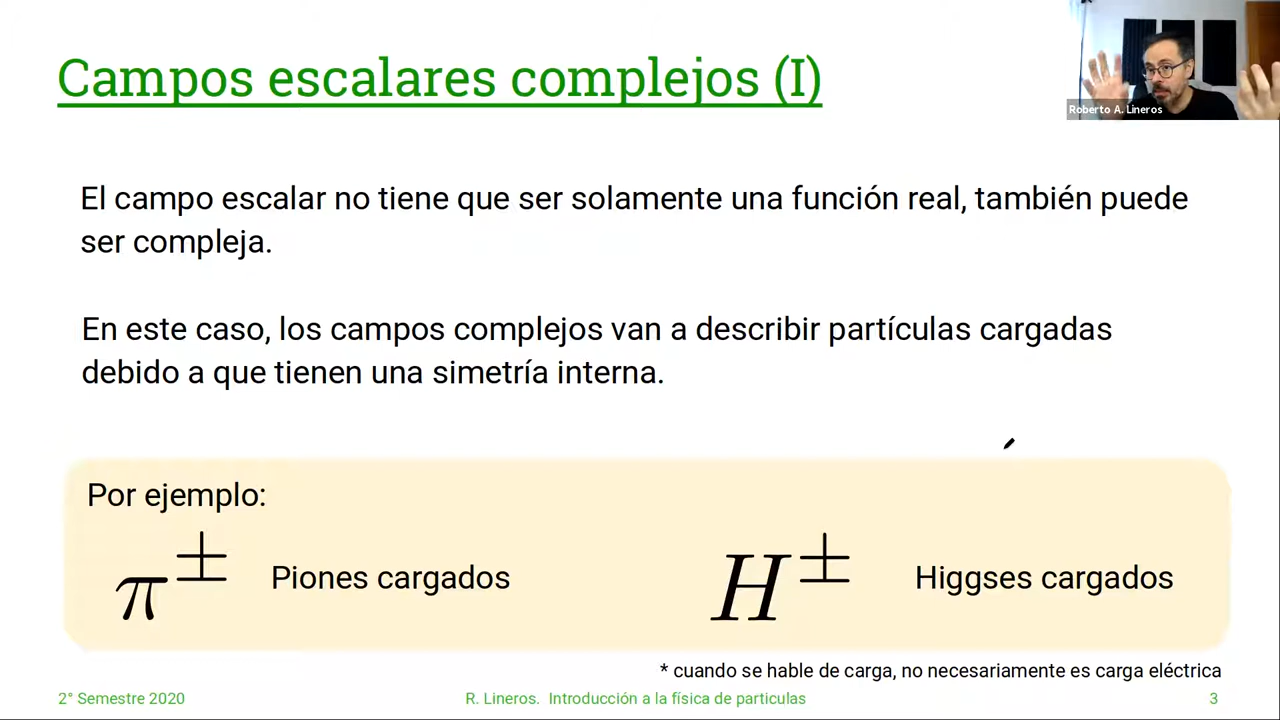 Campos escalares complejos (I)
Roberto A. Lineros
El campo escalar no tiene que ser solamente una función real, también puede
ser compleja.
En este caso, los campos complejos van a describir partículas cargadas
debido a que tienen una simetría interna.
Por ejemplo:
π± Piones cargados H± Higgses cargados
* cuando se hable de carga, no necesariamente es carga eléctrica
2° Semestre 2020 R. Lineros. Introducción a la física de particulas 3